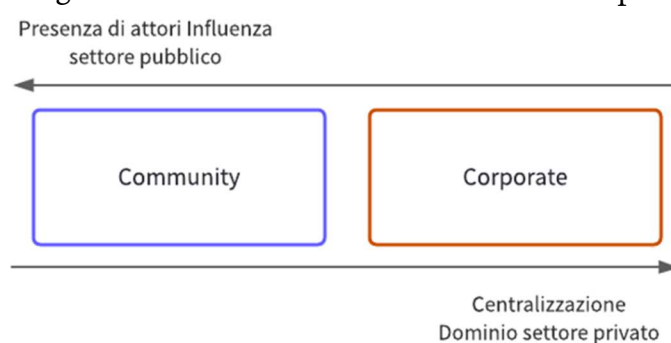 Presenza di attori Influenza
settore pubblico
Community
Corporate
Centralizzazione
Dominio settore privato